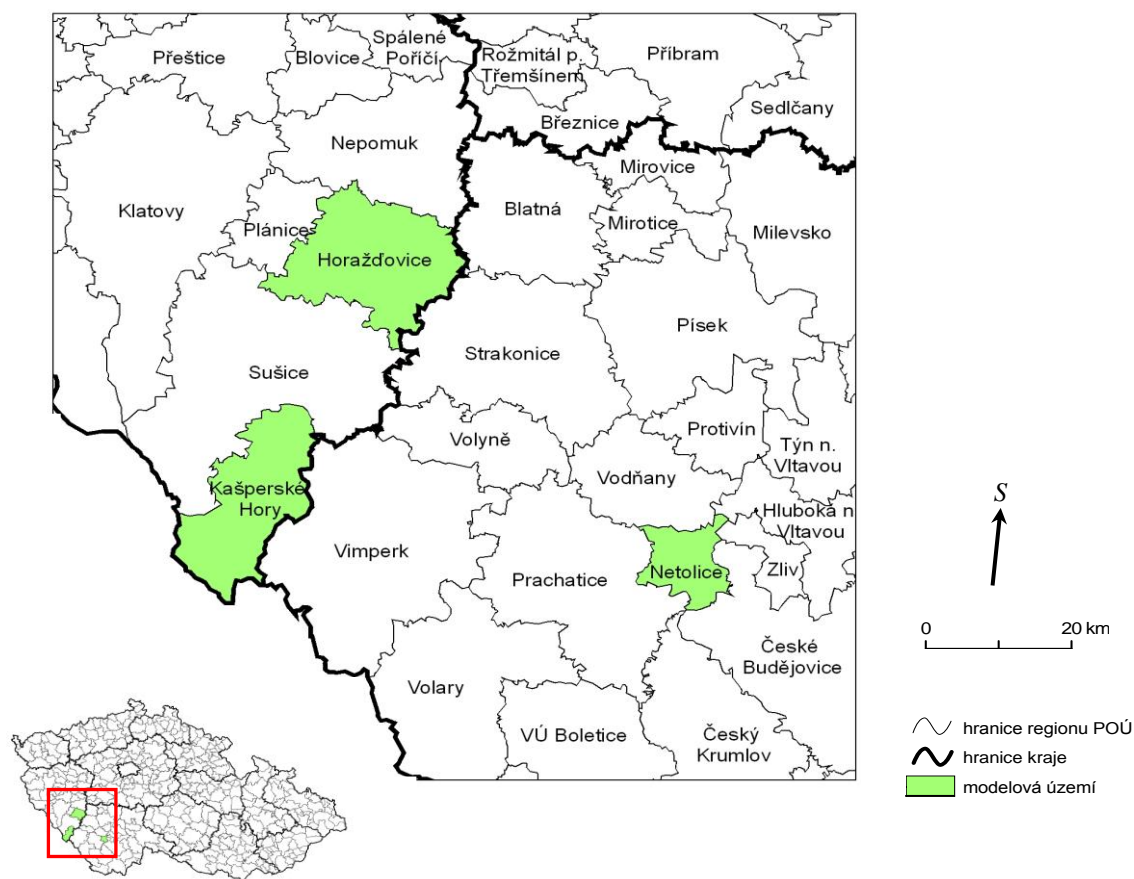 Spálené
Poříčí
Přeštice
Blovice
Rožmitál p.
Třemšínem
Příbram
Sedlčany
Březnice
Nepomuk
Mirovice
Klatovy
Plánice
Blatná
Mirotice
Milevsko
Horažďovice
Písek
Strakonice
Sušice
Volyně
Protivín
Týn n.
Vltavou
Vodňany
Kašperské
Hory
Hluboká n
Vltavou
S
Vimperk
Prachatice
Netolice
Zliv
0 20 km
České
Budějovice
Volary
VÚ Boletice
Český
Krumlov
hranice regionu POÚ
hranice kraje
modelová území